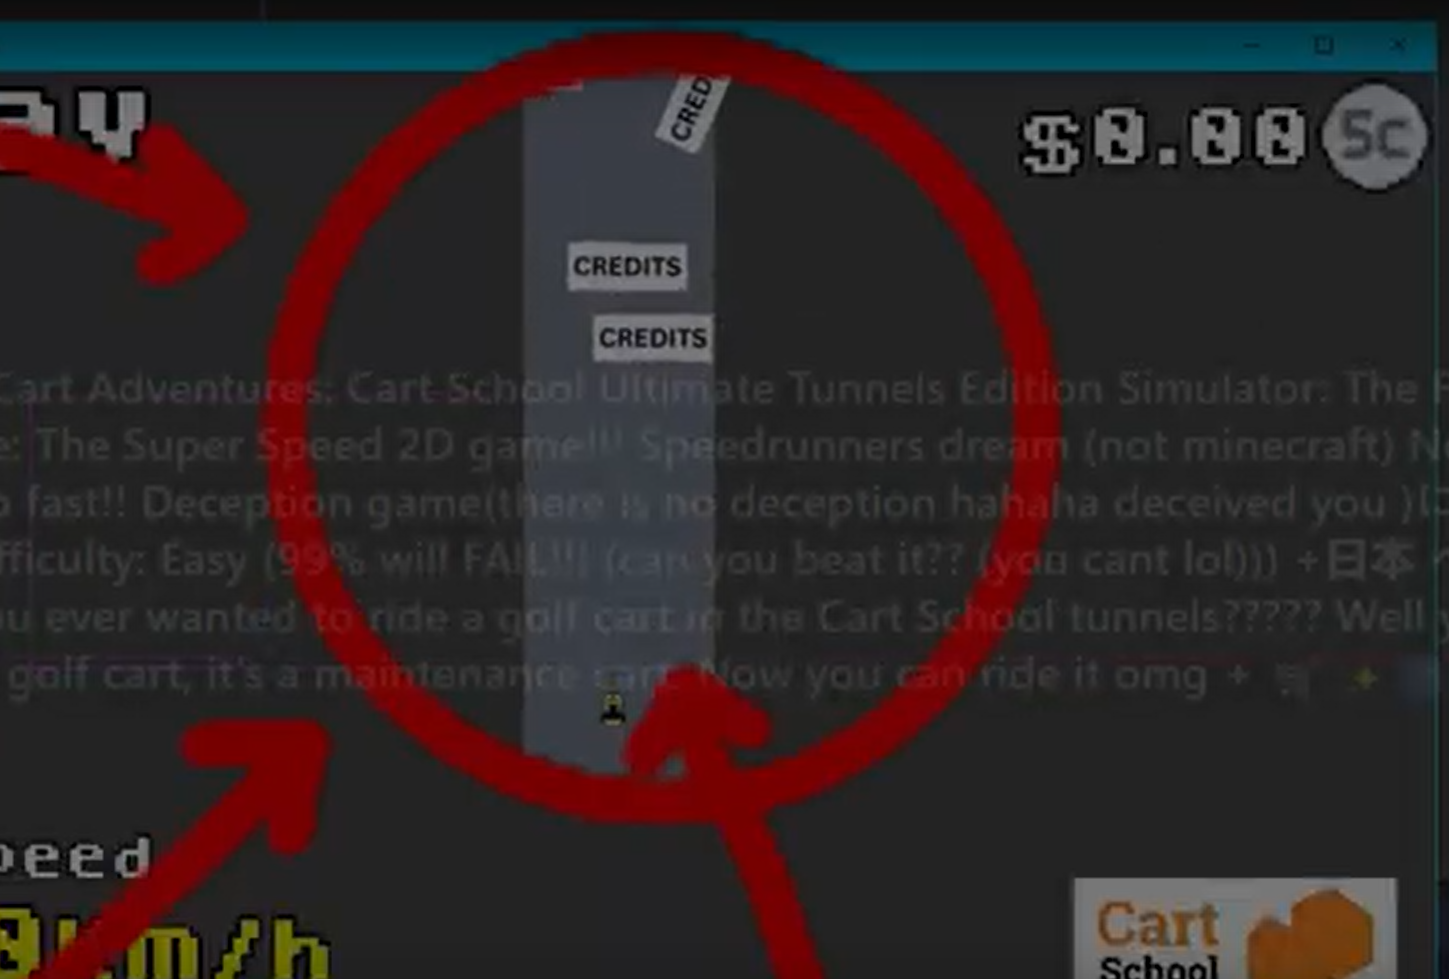 $0.00 5c
CRED
CREDITS
CREDITS
Cart Adventures: Cart School Ultimate Tunnels Edition Simulator: The
: The Super Speed 2D game!!! Speedrunners dream (not minecraft)
fast!! Deception game(there is no deception hahaha deceived you )
fficulty: Easy (99% will FAIL!!! (can you beat it?? (you cant lol))) +日本
u ever wanted to ride a golf cart in the Cart School tunnels????? Well
golf cart, it's a maintenance cart. Now you can ride it omg +
peed
km/h
Cart
School